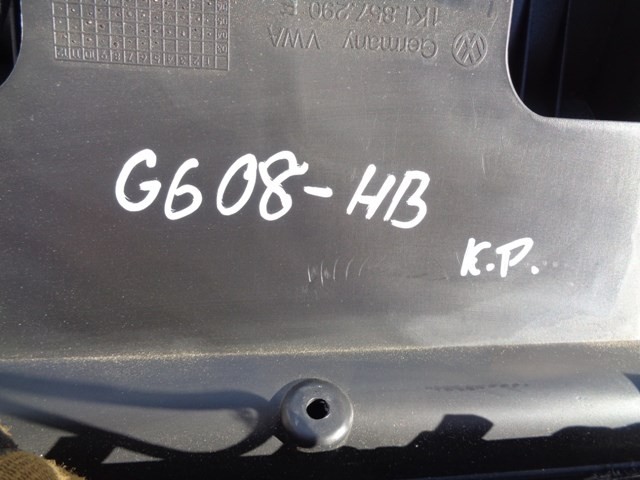 1K1.857.290 E
Germany VWA
G608-HB
K.P.